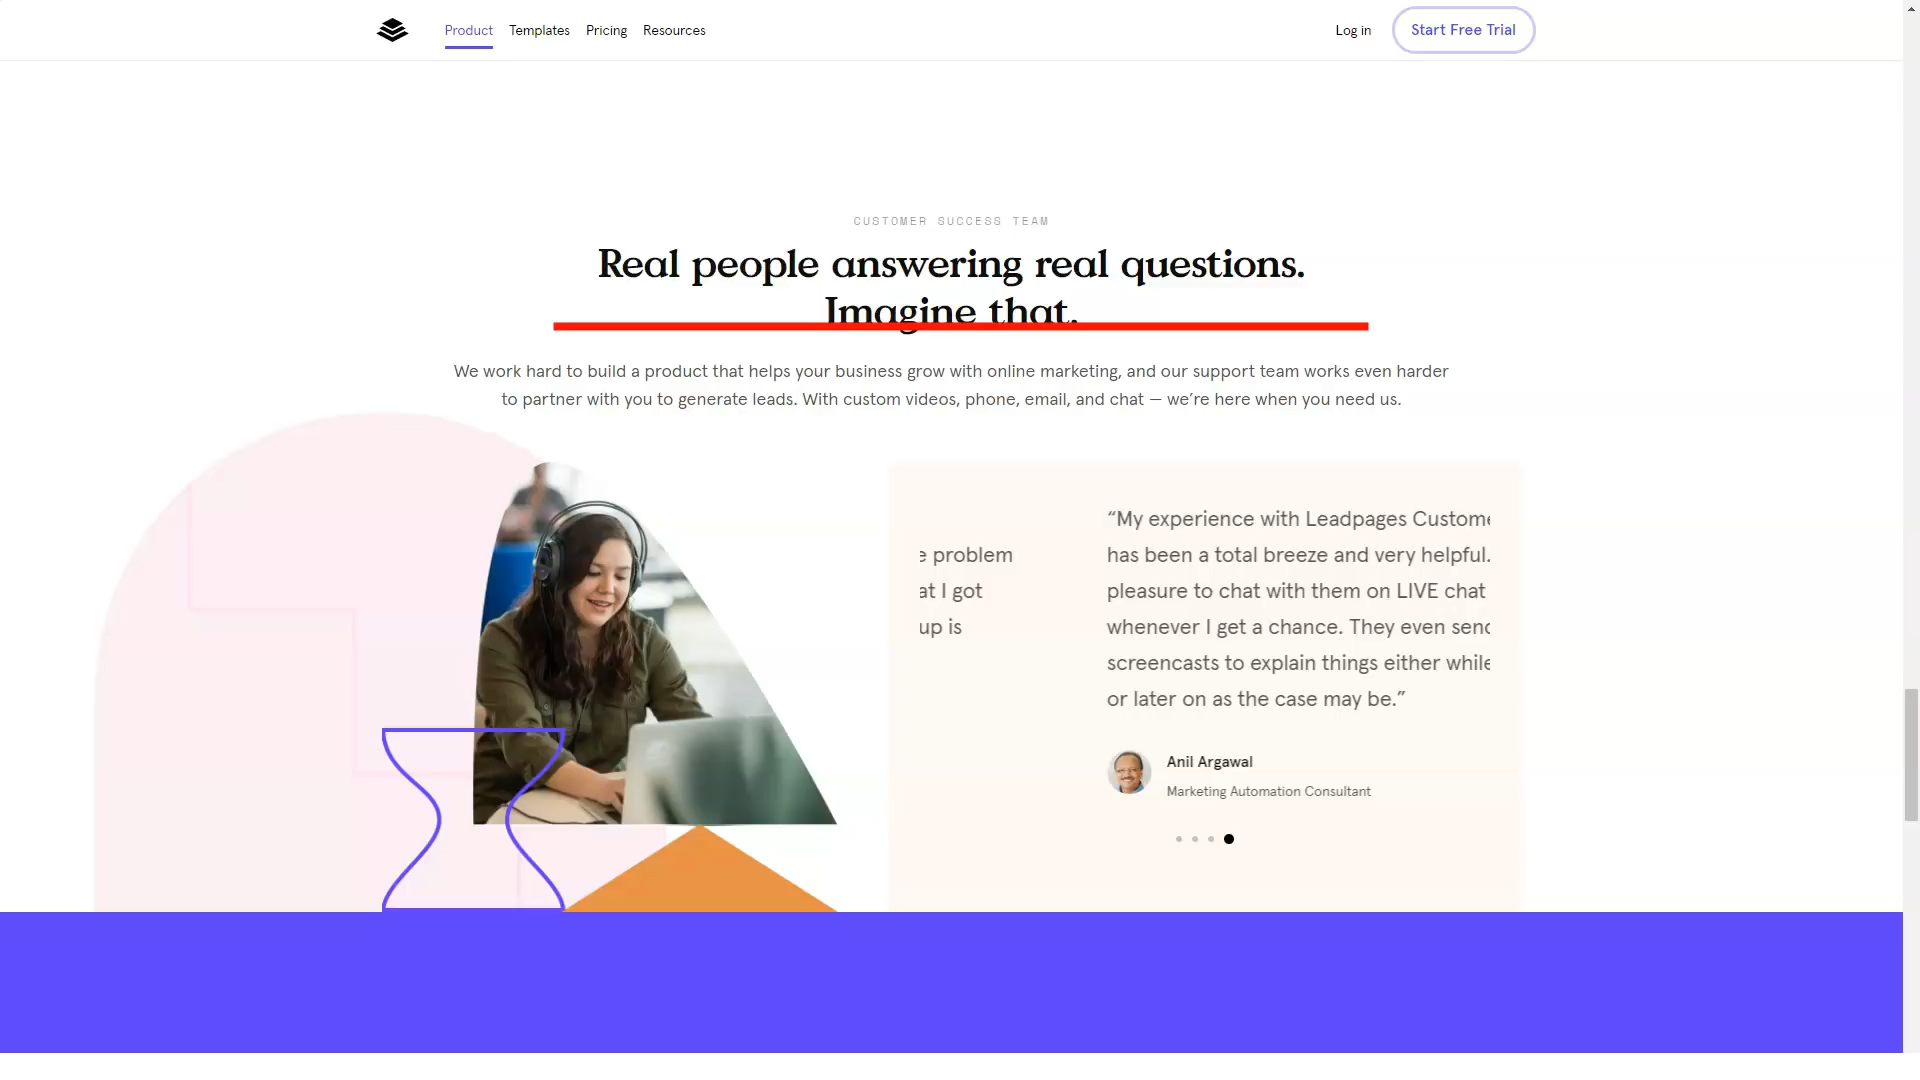 Product Templates Pricing Resources Log in Start Free Trial
CUSTOMER SUCCESS TEAM
Real people answering real questions.
Imagine that.
We work hard to build a product that helps your business grow with online marketing, and our support team works even harder
to partner with you to generate leads. With custom videos, phone, email, and chat — we’re here when you need us.
problem
at I got
up is
“My experience with Leadpages
has been a total breeze and very helpful.
pleasure to chat with them on LIVE chat
whenever I get a chance. They even
screencasts to explain things either
or later on as the case may be.”
Anil Argawal
Marketing Automation Consultant